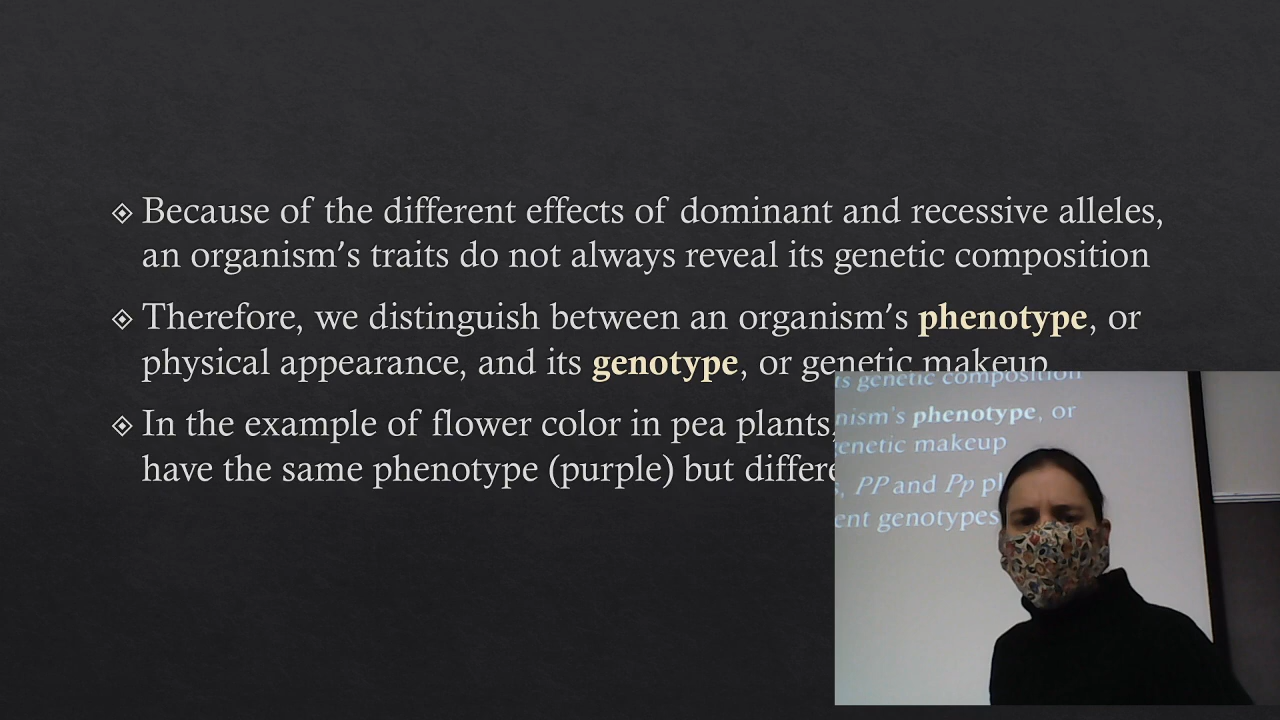 Because of the different effects of dominant and recessive alleles,
an organism’s traits do not always reveal its genetic composition
Therefore, we distinguish between an organism’s phenotype, or
physical appearance, and its genotype, or genetic makeup
In the example of flower color in pea plants,
have the same phenotype (purple) but differe
ts genetic composition
nism's phenotype, or
genetic makeup
, PP and Pp pl
ent genotypes